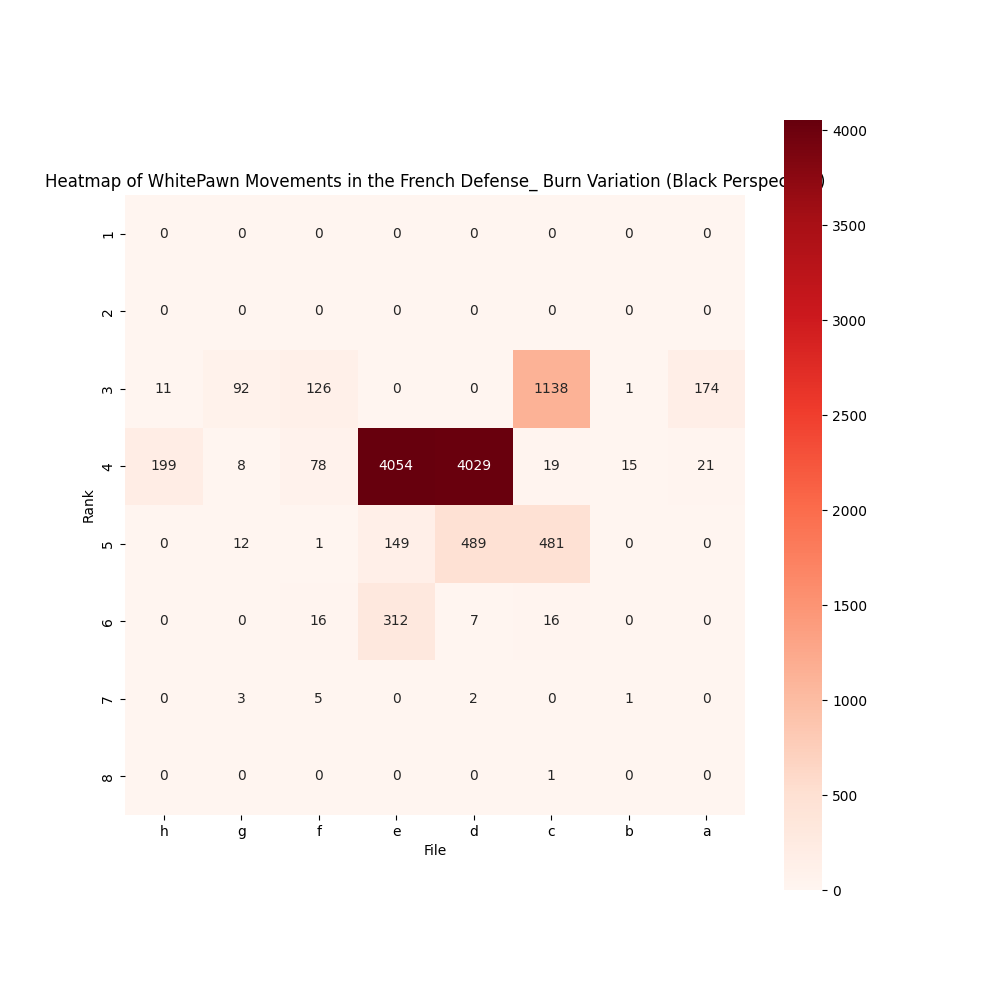 Heatmap of WhitePawn Movements in the French Defense_ Burn Variation (Black Perspec )
4000
3500
3000
2500
2000
1500
1000
500
0
Rank
1 0 0 0 0 0 0 0 0
2 0 0 0 0 0 0 0 0
3 11 92 126 0 0 1138 1 174
4 199 8 78 4054 4029 19 15 21
5 0 12 1 149 489 481 0 0
6 0 0 16 312 7 16 0 0
7 0 3 5 0 2 0 1 0
8 0 0 0 0 0 1 0 0
h g f e d c b a
File